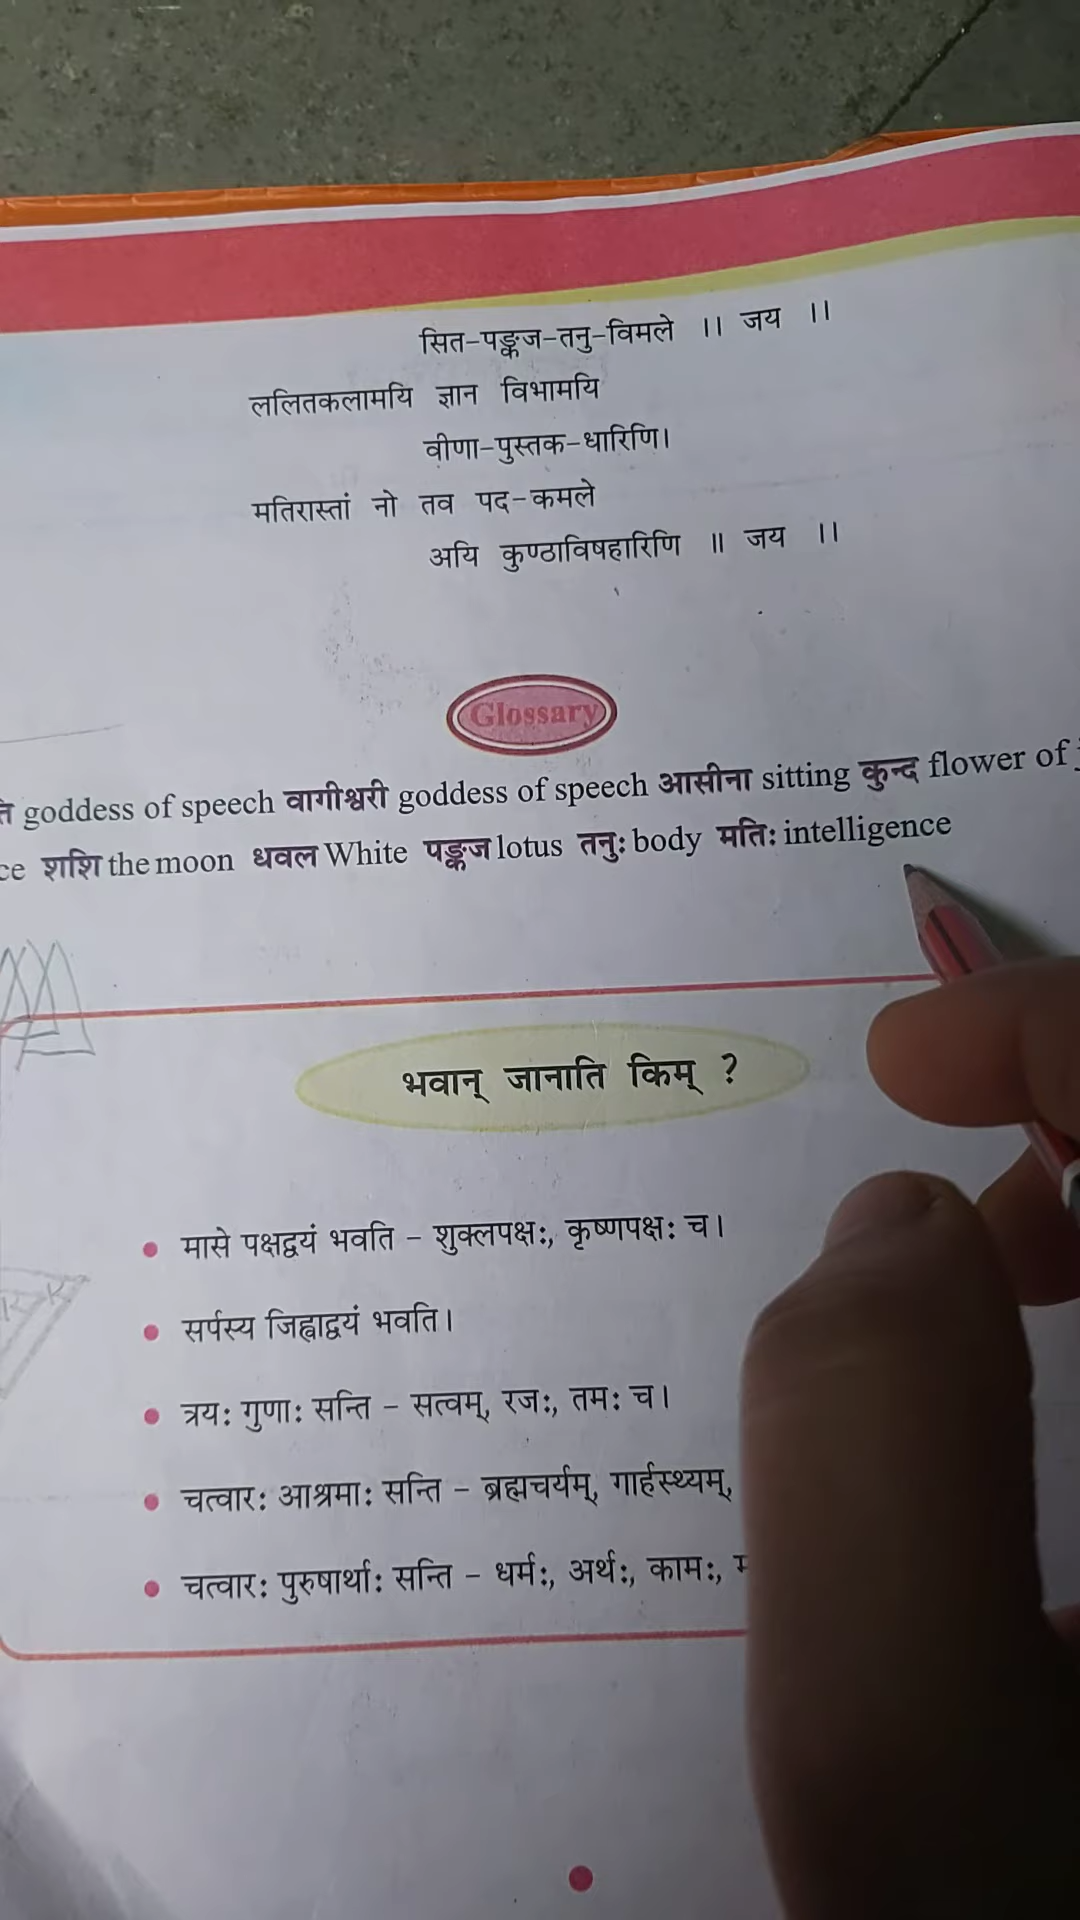 सित-पङ्कज-तनु-विमले ।। जय ।।
ललितकलामयि ज्ञान विभामयि
वीणा-पुस्तक-धारिणि।
मतिरास्तां नो तव पद-कमले
अयि कुण्ठाविषहारिणि ॥ जय ।।
Glossary
goddess of speech वागीश्वरी goddess of speech आसीना sitting कुन्द flower of
शशि the moon धवल White पङ्कज lotus तनुः body मतिः intelligence
भवान् जानाति किम् ?
• मासे पक्षद्वयं भवति - शुक्लपक्षः, कृष्णपक्षः च।
• सर्पस्य जिह्वाद्वयं भवति।
• त्रयः गुणाः सन्ति - सत्वम्, रजः, तमः च।
• चत्वारः आश्रमाः सन्ति - ब्रह्मचर्यम्, गार्हस्थ्यम्,
• चत्वारः पुरुषार्थाः सन्ति - धर्मः, अर्थः, कामः,